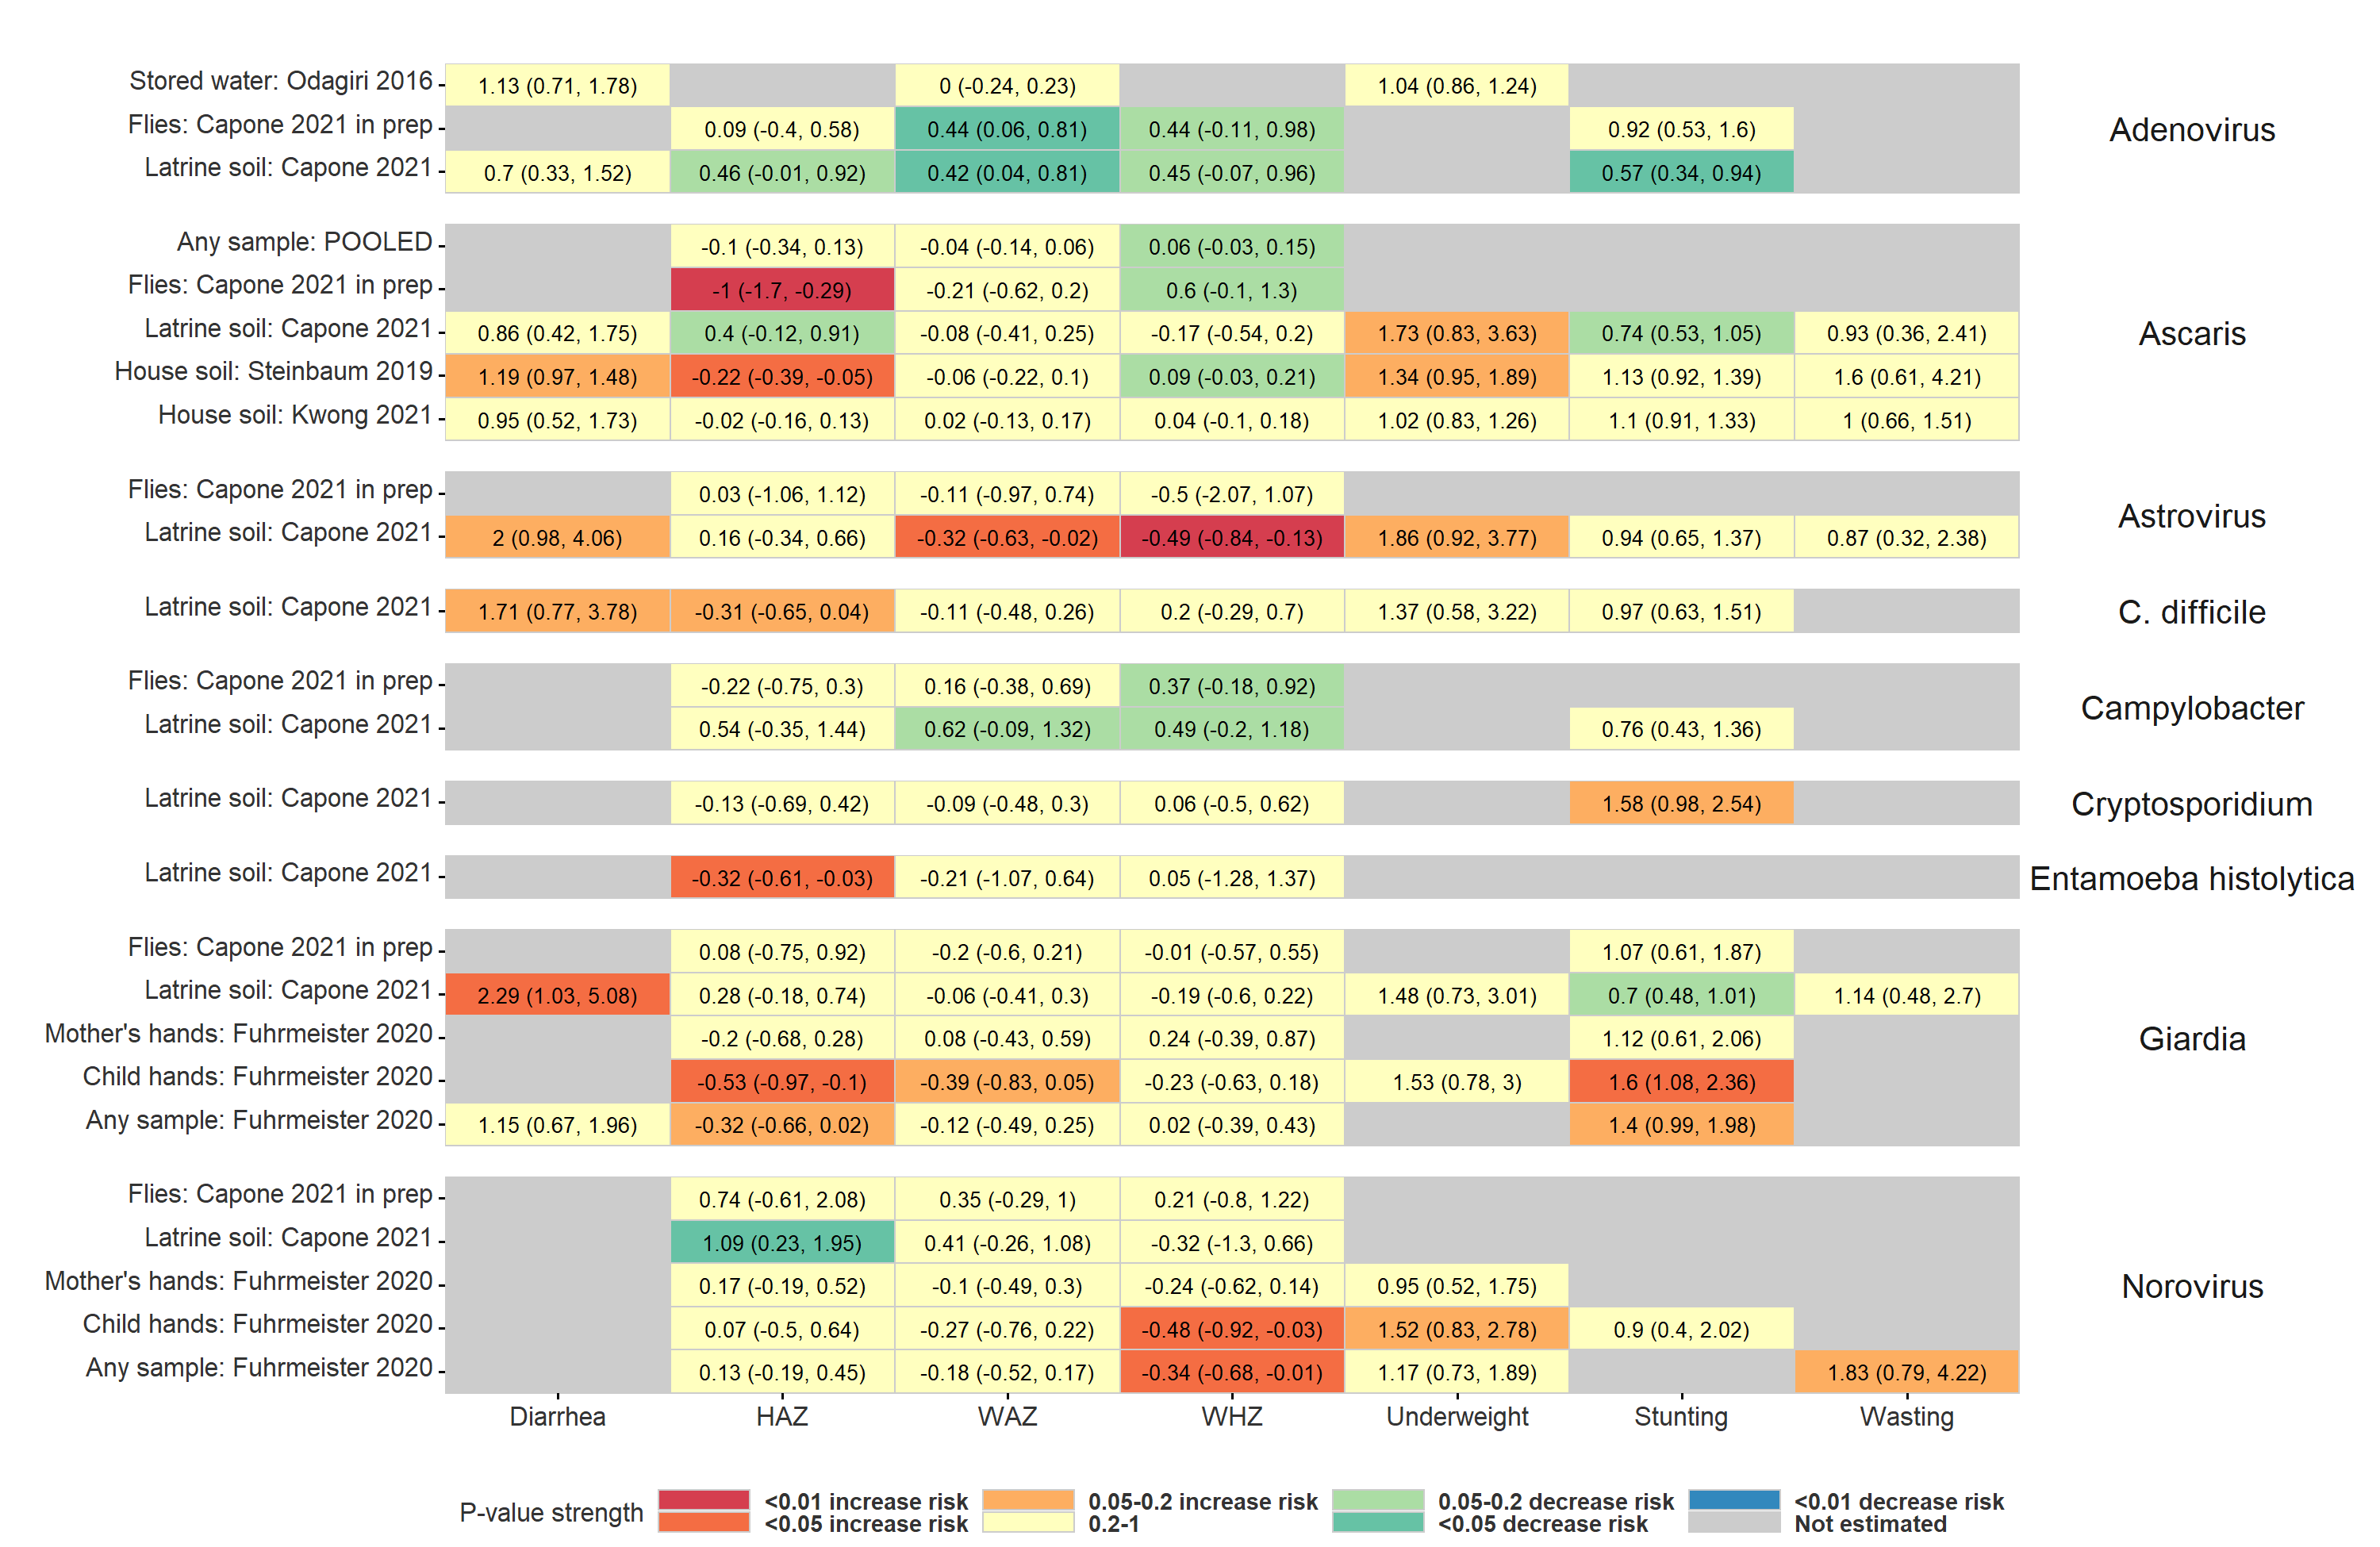 Stored water: Odagiri 2016 1.13 (0.71, 1.78) 0 (-0.24, 0.23) 1.04 (0.86, 1.24)
Flies: Capone 2021 in prep 0.09 (-0.4, 0.58) 0.44 (0.06, 0.81) 0.44 (-0.11, 0.98) 0.92 (0.53, 1.6) Adenovirus
Latrine soil: Capone 2021 0.7 (0.33, 1.52) 0.46 (-0.01, 0.92) 0.42 (0.04, 0.81) 0.45 (-0.07, 0.96) 0.57 (0.34, 0.94)
Any sample: POOLED -0.1 (-0.34, 0.13) -0.04 (-0.14, 0.06) 0.06 (-0.03, 0.15)
Flies: Capone 2021 in prep -1 (-1.7, -0.29) -0.21 (-0.62, 0.2) 0.6 (-0.1, 1.3)
Latrine soil: Capone 2021 0.86 (0.42, 1.75) 0.4 (-0.12, 0.91) -0.08 (-0.41, 0.25) -0.17 (-0.54, 0.2) 1.73 (0.83, 3.63) 0.74 (0.53, 1.05) 0.93 (0.36, 2.41) Ascaris
House soil: Steinbaum 2019 1.19 (0.97, 1.48) -0.22 (-0.39, -0.05) -0.06 (-0.22, 0.1) 0.09 (-0.03, 0.21) 1.34 (0.95, 1.89) 1.13 (0.92, 1.39) 1.6 (0.61, 4.21)
House soil: Kwong 2021 0.95 (0.52, 1.73) -0.02 (-0.16, 0.13) 0.02 (-0.13, 0.17) 0.04 (-0.1, 0.18) 1.02 (0.83, 1.26) 1.1 (0.91, 1.33) 1 (0.66, 1.51)
Flies: Capone 2021 in prep 0.03 (-1.06, 1.12) -0.11 (-0.97, 0.74) -0.5 (-2.07, 1.07)
Astrovirus
Latrine soil: Capone 2021 2 (0.98, 4.06) 0.16 (-0.34, 0.66) -0.32 (-0.63, -0.02) -0.49 (-0.84, -0.13) 1.86 (0.92, 3.77) 0.94 (0.65, 1.37) 0.87 (0.32, 2.38)
Latrine soil: Capone 2021 1.71 (0.77, 3.78) -0.31 (-0.65, 0.04) -0.11 (-0.48, 0.26) 0.2 (-0.29, 0.7) 1.37 (0.58, 3.22) 0.97 (0.63, 1.51) C. difficile
Flies: Capone 2021 in prep -0.22 (-0.75, 0.3) 0.16 (-0.38, 0.69) 0.37 (-0.18, 0.92)
Campylobacter
Latrine soil: Capone 2021 0.54 (-0.35, 1.44) 0.62 (-0.09, 1.32) 0.49 (-0.2, 1.18) 0.76 (0.43, 1.36)
Latrine soil: Capone 2021 -0.13 (-0.69, 0.42) -0.09 (-0.48, 0.3) 0.06 (-0.5, 0.62) 1.58 (0.98, 2.54) Cryptosporidium
Latrine soil: Capone 2021 -0.32 (-0.61, -0.03) -0.21 (-1.07, 0.64) 0.05 (-1.28, 1.37) Entamoeba histolytica
Flies: Capone 2021 in prep 0.08 (-0.75, 0.92) -0.2 (-0.6, 0.21) -0.01 (-0.57, 0.55) 1.07 (0.61, 1.87)
Latrine soil: Capone 2021 2.29 (1.03, 5.08) 0.28 (-0.18, 0.74) -0.06 (-0.41, 0.3) -0.19 (-0.6, 0.22) 1.48 (0.73, 3.01) 0.7 (0.48, 1.01) 1.14 (0.48, 2.7)
Mother's hands: Fuhrmeister 2020 -0.2 (-0.68, 0.28) 0.08 (-0.43, 0.59) 0.24 (-0.39, 0.87) 1.12 (0.61, 2.06) Giardia
Child hands: Fuhrmeister 2020 -0.53 (-0.97, -0.1) -0.39 (-0.83, 0.05) -0.23 (-0.63, 0.18) 1.53 (0.78, 3) 1.6 (1.08, 2.36)
Any sample: Fuhrmeister 2020 1.15 (0.67, 1.96) -0.32 (-0.66, 0.02) -0.12 (-0.49, 0.25) 0.02 (-0.39, 0.43) 1.4 (0.99, 1.98)
Flies: Capone 2021 in prep 0.74 (-0.61, 2.08) 0.35 (-0.29, 1) 0.21 (-0.8, 1.22)
Latrine soil: Capone 2021 1.09 (0.23, 1.95) 0.41 (-0.26, 1.08) -0.32 (-1.3, 0.66)
Mother's hands: Fuhrmeister 2020 0.17 (-0.19, 0.52) -0.1 (-0.49, 0.3) -0.24 (-0.62, 0.14) 0.95 (0.52, 1.75) Norovirus
Child hands: Fuhrmeister 2020 0.07 (-0.5, 0.64) -0.27 (-0.76, 0.22) -0.48 (-0.92, -0.03) 1.52 (0.83, 2.78) 0.9 (0.4, 2.02)
Any sample: Fuhrmeister 2020 0.13 (-0.19, 0.45) -0.18 (-0.52, 0.17) -0.34 (-0.68, -0.01) 1.17 (0.73, 1.89) 1.83 (0.79, 4.22)
Diarrhea HAZ WAZ WHZ Underweight Stunting Wasting
P-value strength
<0.01 increase risk 0.05-0.2 increase risk 0.05-0.2 decrease risk <0.01 decrease risk
<0.05 increase risk 0.2-1 <0.05 decrease risk Not estimated